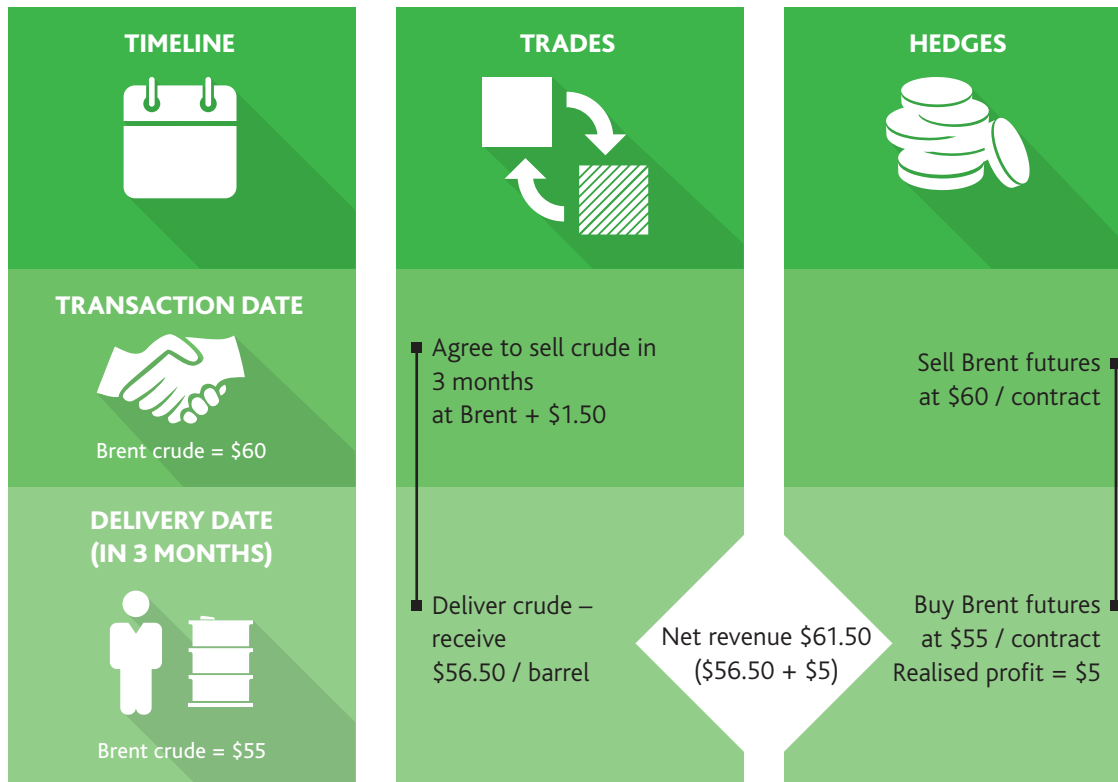 TIMELINE
TRANSACTION DATE
Brent crude = $60
DELIVERY DATE
(IN 3 MONTHS)
Brent crude = $55
TRADES
Agree to sell crude in
3 months
at Brent + $1.50
Deliver crude –
receive
$56.50 / barrel
Net revenue $61.50
($56.50 + $5)
HEDGES
Sell Brent futures
at $60 / contract
Buy Brent futures
at $55 / contract
Realised profit = $5